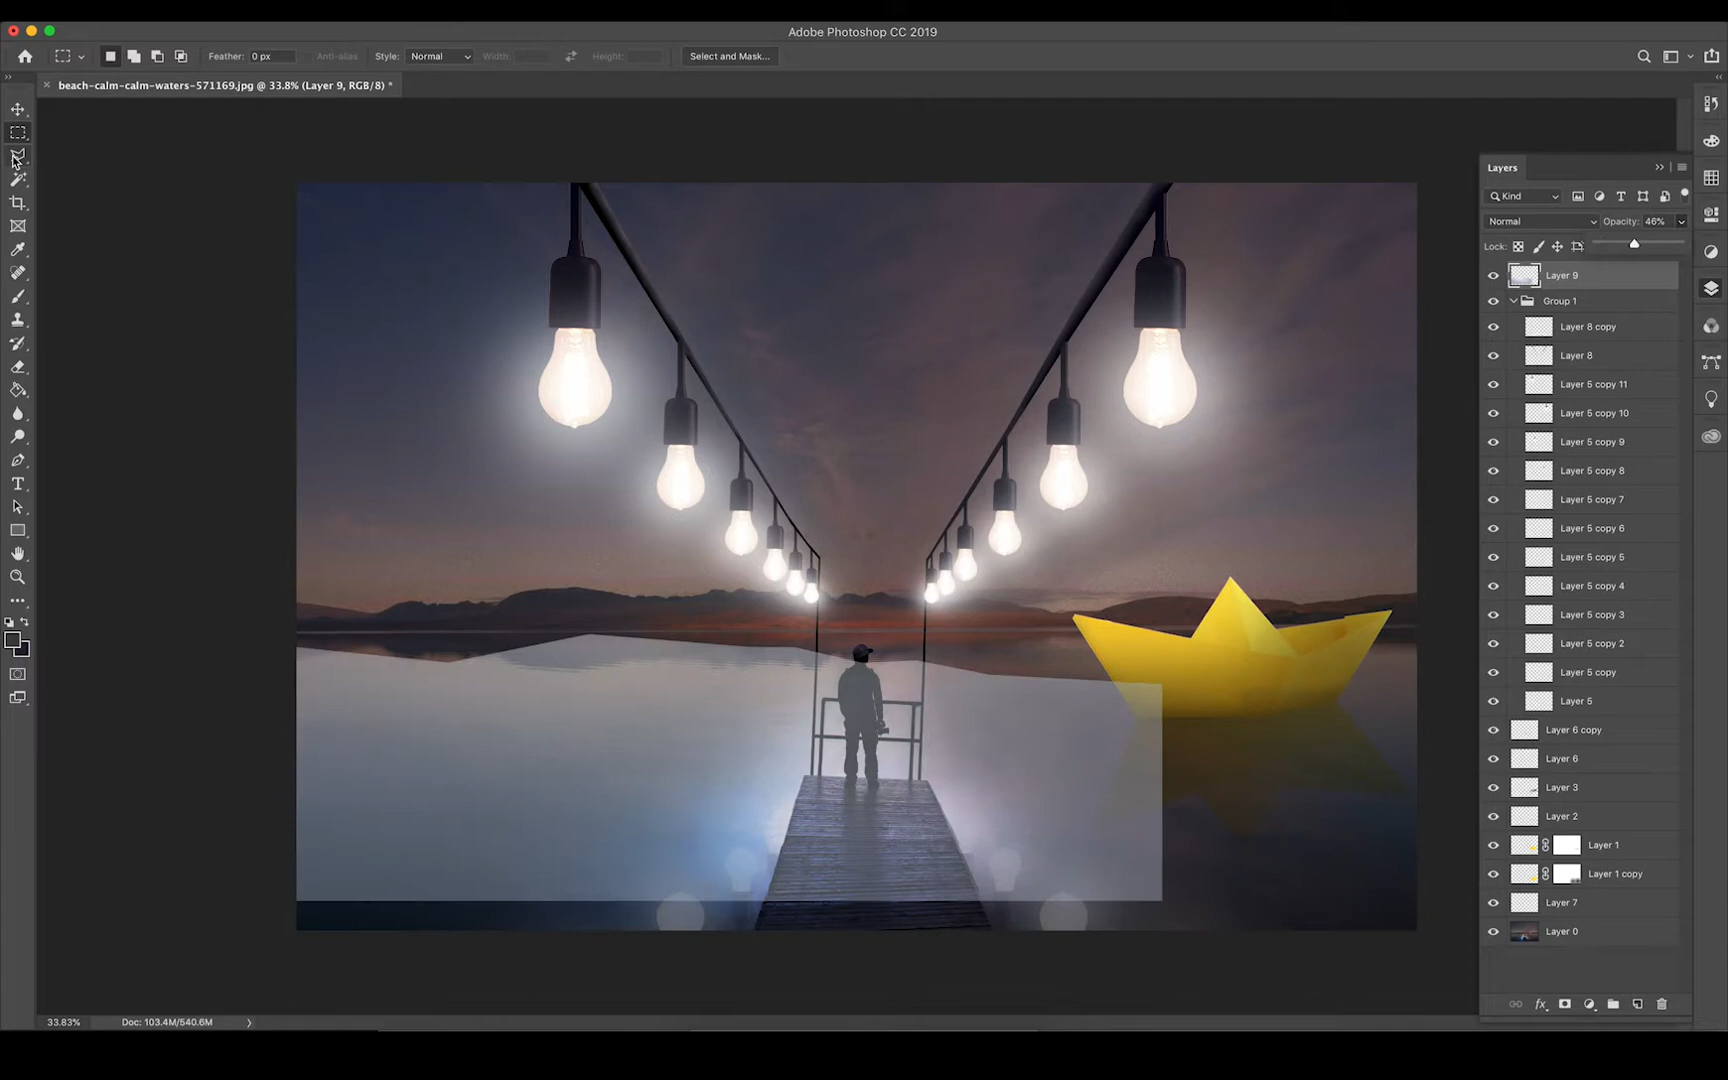 Adobe Photoshop CC 2019
Feather: 0 px Anti-alias Style: Normal Width: Height: Select and Mask...
beach-calm-calm-waters-571169.jpg @ 33.8% (Layer 9, RGB/8) *
Layers
Kind
Normal Opacity: 46%
Lock:
Layer 9
Group 1
Layer 8 copy
Layer 8
Layer 5 copy 11
Layer 5 copy 10
Layer 5 copy 9
Layer 5 copy 8
Layer 5 copy 7
Layer 5 copy 6
Layer 5 copy 5
Layer 5 copy 4
Layer 5 copy 3
Layer 5 copy 2
Layer 5 copy
Layer 5
Layer 6 copy
Layer 6
Layer 3
Layer 2
Layer 1
Layer 1 copy
Layer 7
Layer 0
33.83% Doc: 103.4M/540.6M